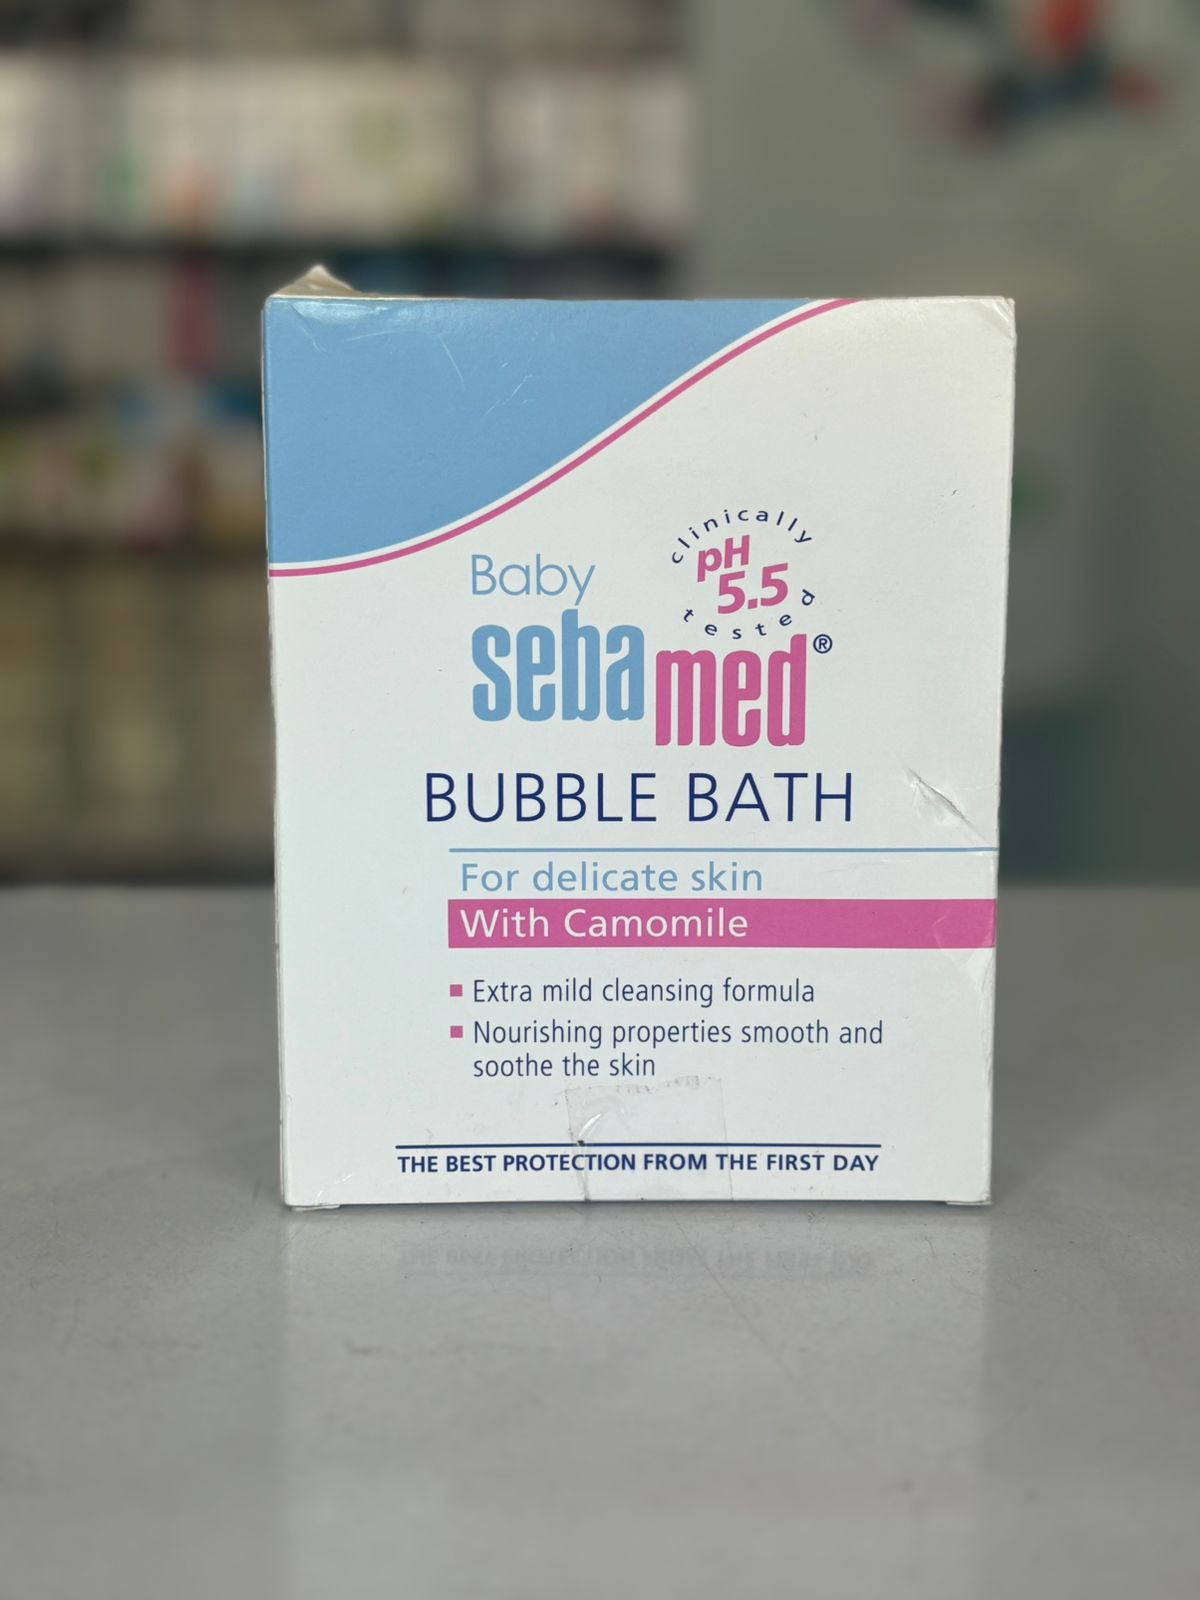 Baby
clinically
pH
5.5
tested
sebamed®
BUBBLE BATH
For delicate skin
With Camomile
▪ Extra mild cleansing formula
▪ Nourishing properties smooth and
soothe the skin
THE BEST PROTECTION FROM THE FIRST DAY